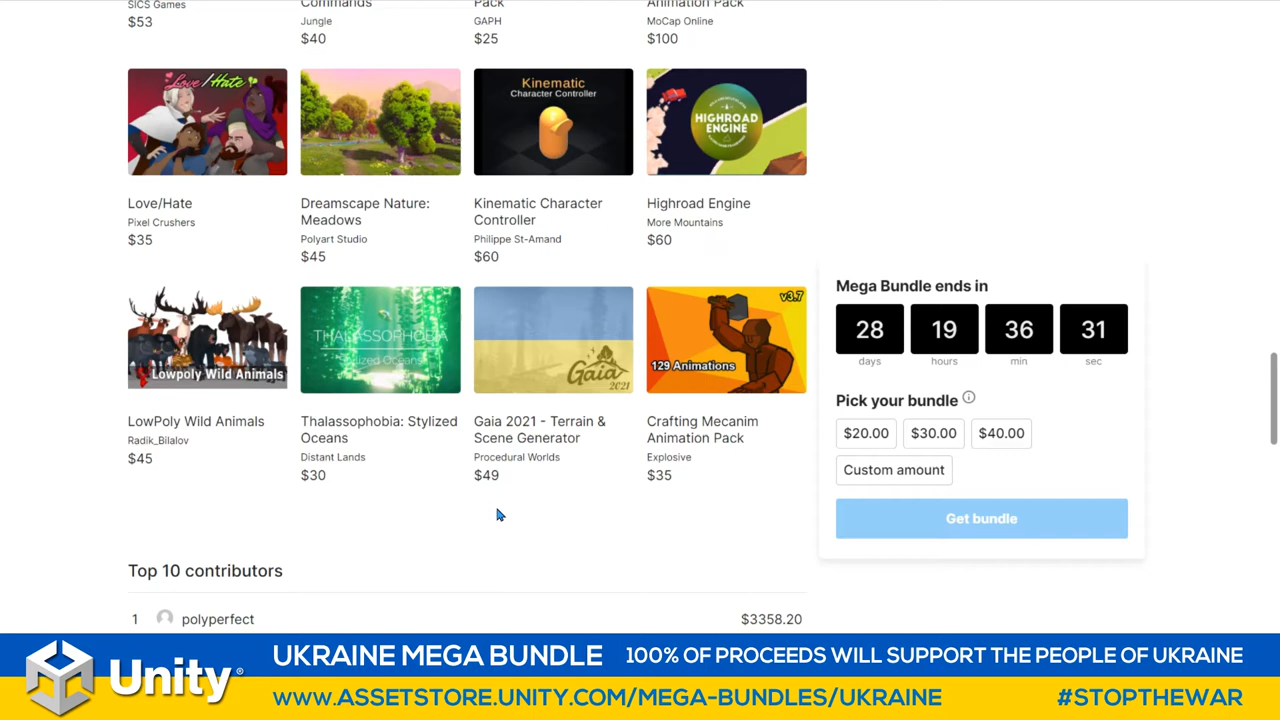 SICS Games
$53
Commands
Jungle
$40
Pack
GAPH
$25
Animation Pack
MoCap Online
$100
Love/Hate
Kinematic
Character Controller
HIGHROAD
ENGINE
Love/Hate
Pixel Crushers
$35
Dreamscape Nature:
Meadows
Polyart Studio
$45
Kinematic Character
Controller
Philippe St-Amand
$60
Highroad Engine
More Mountains
$60
Lowpoly Wild Animals
THALASSOPHOBIA
Stylized Oceans
Gaia
2021
v3.7
129 Animations
LowPoly Wild Animals
Radik_Bilalov
$45
Thalassophobia: Stylized
Oceans
Distant Lands
$30
Gaia 2021 - Terrain &
Scene Generator
Procedural Worlds
$49
Crafting Mecanim
Animation Pack
Explosive
$35
Mega Bundle ends in
28 19 36 31
days hours min sec
Pick your bundle
$20.00 $30.00 $40.00
Custom amount
Get bundle
Top 10 contributors
1 polyperfect $3358.20
Unity®
UKRAINE MEGA BUNDLE 100% OF PROCEEDS WILL SUPPORT THE PEOPLE OF UKRAINE
WWW.ASSETSTORE.UNITY.COM/MEGA-BUNDLES/UKRAINE #STOPTHEWAR